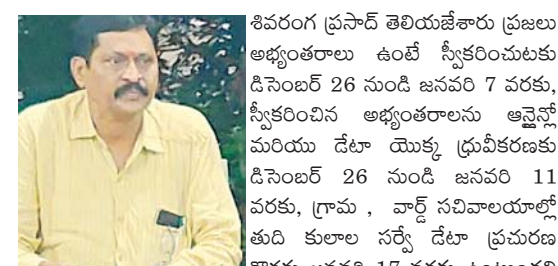 శివరంగ ప్రసాద్ తెలియజేశారు ప్రజలు
అభ్యంతరాలు ఉంటే స్వీకరించుటకు
డిసెంబర్ 26 నుండి జనవరి 7 వరకు,
స్వీకరించిన అభ్యంతరాలను ఆన్లైన్లో
మరియు డేటా యొక్క ధ్రువీకరణకు
డిసెంబర్ 26 నుండి జనవరి 11
వరకు, గ్రామ , వార్డ్ సచివాలయాల్లో
తుది కులాల సర్వే డేటా ప్రచురణ